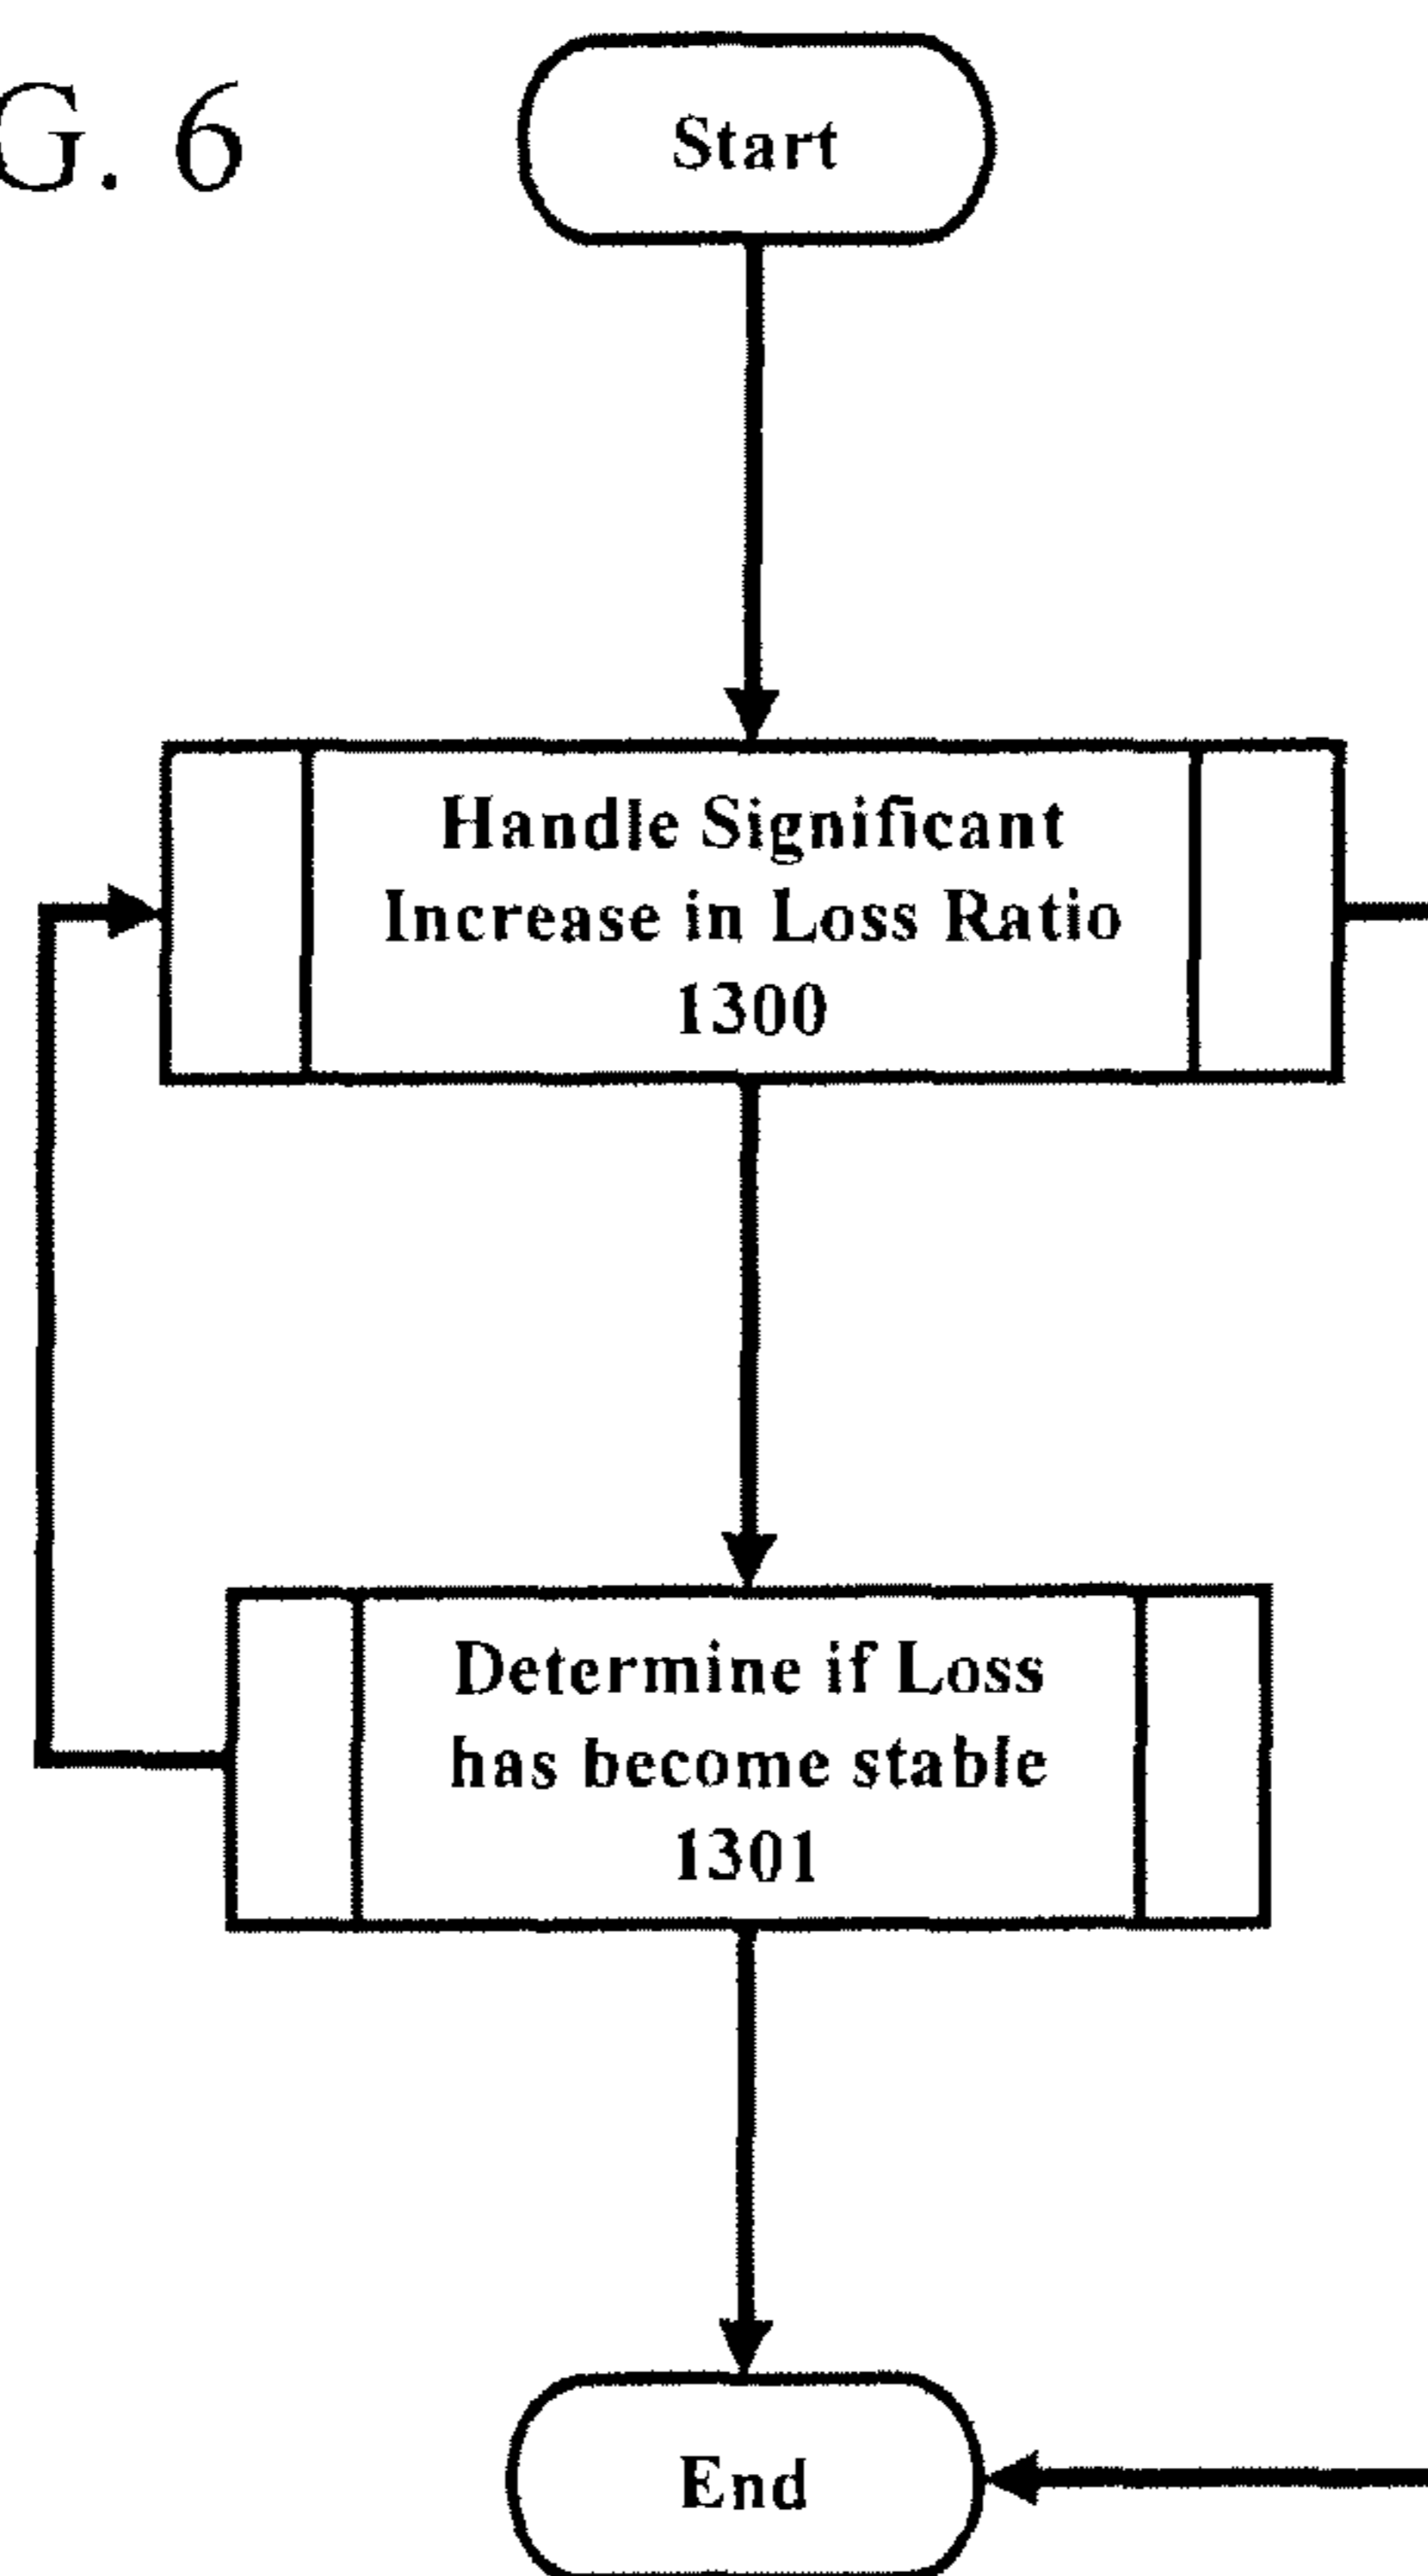 G. 6
Start
Handle Significant
Increase in Loss Ratio
1300
Determine if Loss
has become stable
1301
End